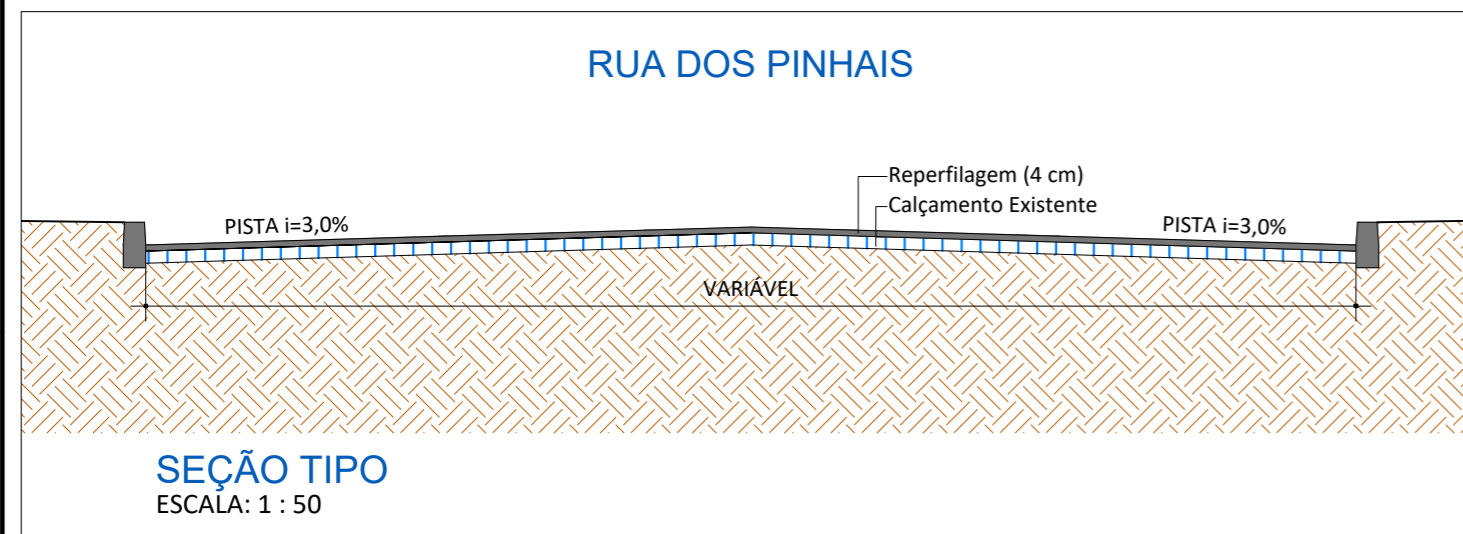 RUA DOS PINHAIS
Reperfilagem (4 cm)
Calçamento Existente
PISTA i=3,0%
PISTA i=3,0%
VARIÁVEL
SEÇÃO TIPO
ESCALA: 1 : 50